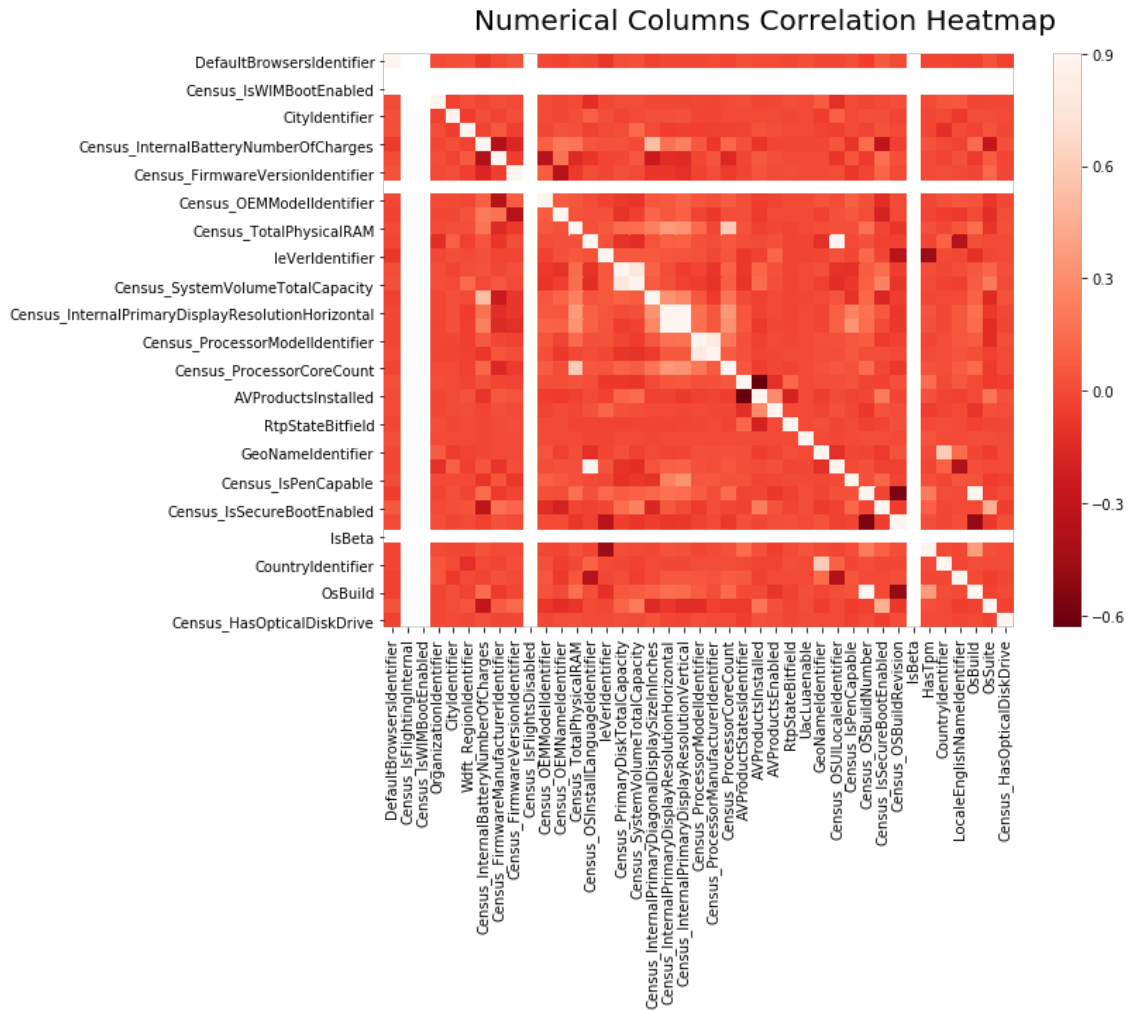 Numerical Columns Correlation Heatmap
DefaultBrowsersIdentifier
Census_IsWIMBootEnabled
CityIdentifier
Census_InternalBatteryNumberOfCharges
Census_FirmwareVersionIdentifier
Census_OEMModelIdentifier
Census_TotalPhysicalRAM
IeVerIdentifier
Census_SystemVolumeTotalCapacity
Census_InternalPrimaryDisplayResolutionHorizontal
Census_ProcessorModelIdentifier
Census_ProcessorCoreCount
AVProductsInstalled
RtpStateBitfield
GeoNameIdentifier
Census_IsPenCapable
Census_IsSecureBootEnabled
IsBeta
CountryIdentifier
OsBuild
Census_HasOpticalDiskDrive
0.9
0.6
0.3
0.0
−0.3
−0.6
DefaultBrowsersIdentifier
Census_IsFlightingInternal
Census_IsWIMBootEnabled
OrganizationIdentifier
CityIdentifier
Wdft_RegionIdentifier
Census_InternalBatteryNumberOfCharges
Census_FirmwareManufacturerIdentifier
Census_FirmwareVersionIdentifier
Census_IsFlightsDisabled
Census_OEMModelIdentifier
Census_OEMNameIdentifier
Census_TotalPhysicalRAM
Census_OSInstallLanguageIdentifier
IeVerIdentifier
Census_PrimaryDiskTotalCapacity
Census_SystemVolumeTotalCapacity
Census_InternalPrimaryDiagonalDisplaySizeInInches
Census_InternalPrimaryDisplayResolutionHorizontal
Census_InternalPrimaryDisplayResolutionVertical
Census_ProcessorModelIdentifier
Census_ProcessorManufacturerIdentifier
Census_ProcessorCoreCount
AVProductStatesIdentifier
AVProductsInstalled
AVProductsEnabled
RtpStateBitfield
UacLuaenable
GeoNameIdentifier
Census_OSUILocaleIdentifier
Census_IsPenCapable
Census_OSBuildNumber
Census_IsSecureBootEnabled
Census_OSBuildRevision
IsBeta
HasTpm
CountryIdentifier
LocaleEnglishNameIdentifier
OsBuild
OsSuite
Census_HasOpticalDiskDrive